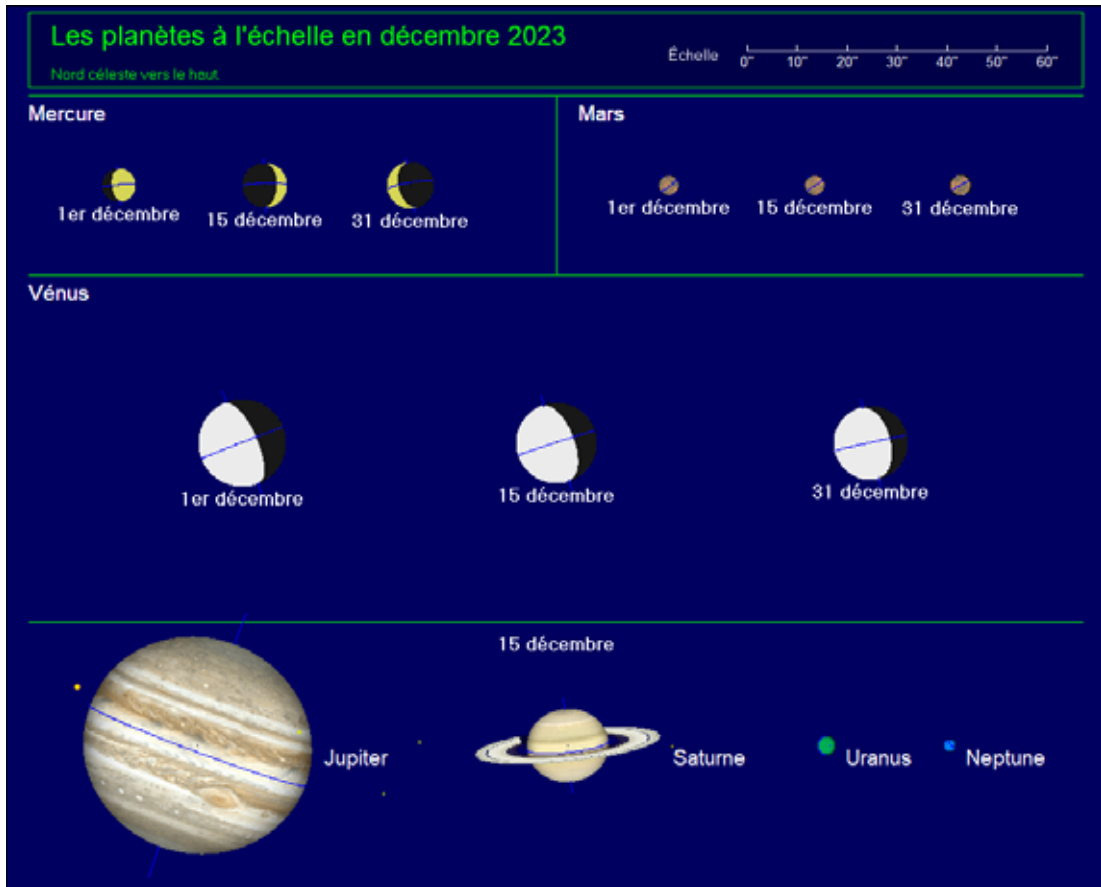 Les planètes à l'échelle en décembre 2023
Nord céleste vers le haut.
Échelle
0" 10" 20" 30" 40" 50" 60"
Mercure
1er décembre 15 décembre 31 décembre
Mars
1er décembre 15 décembre 31 décembre
Vénus
1er décembre 15 décembre 31 décembre
15 décembre
Jupiter Saturne Uranus Neptune